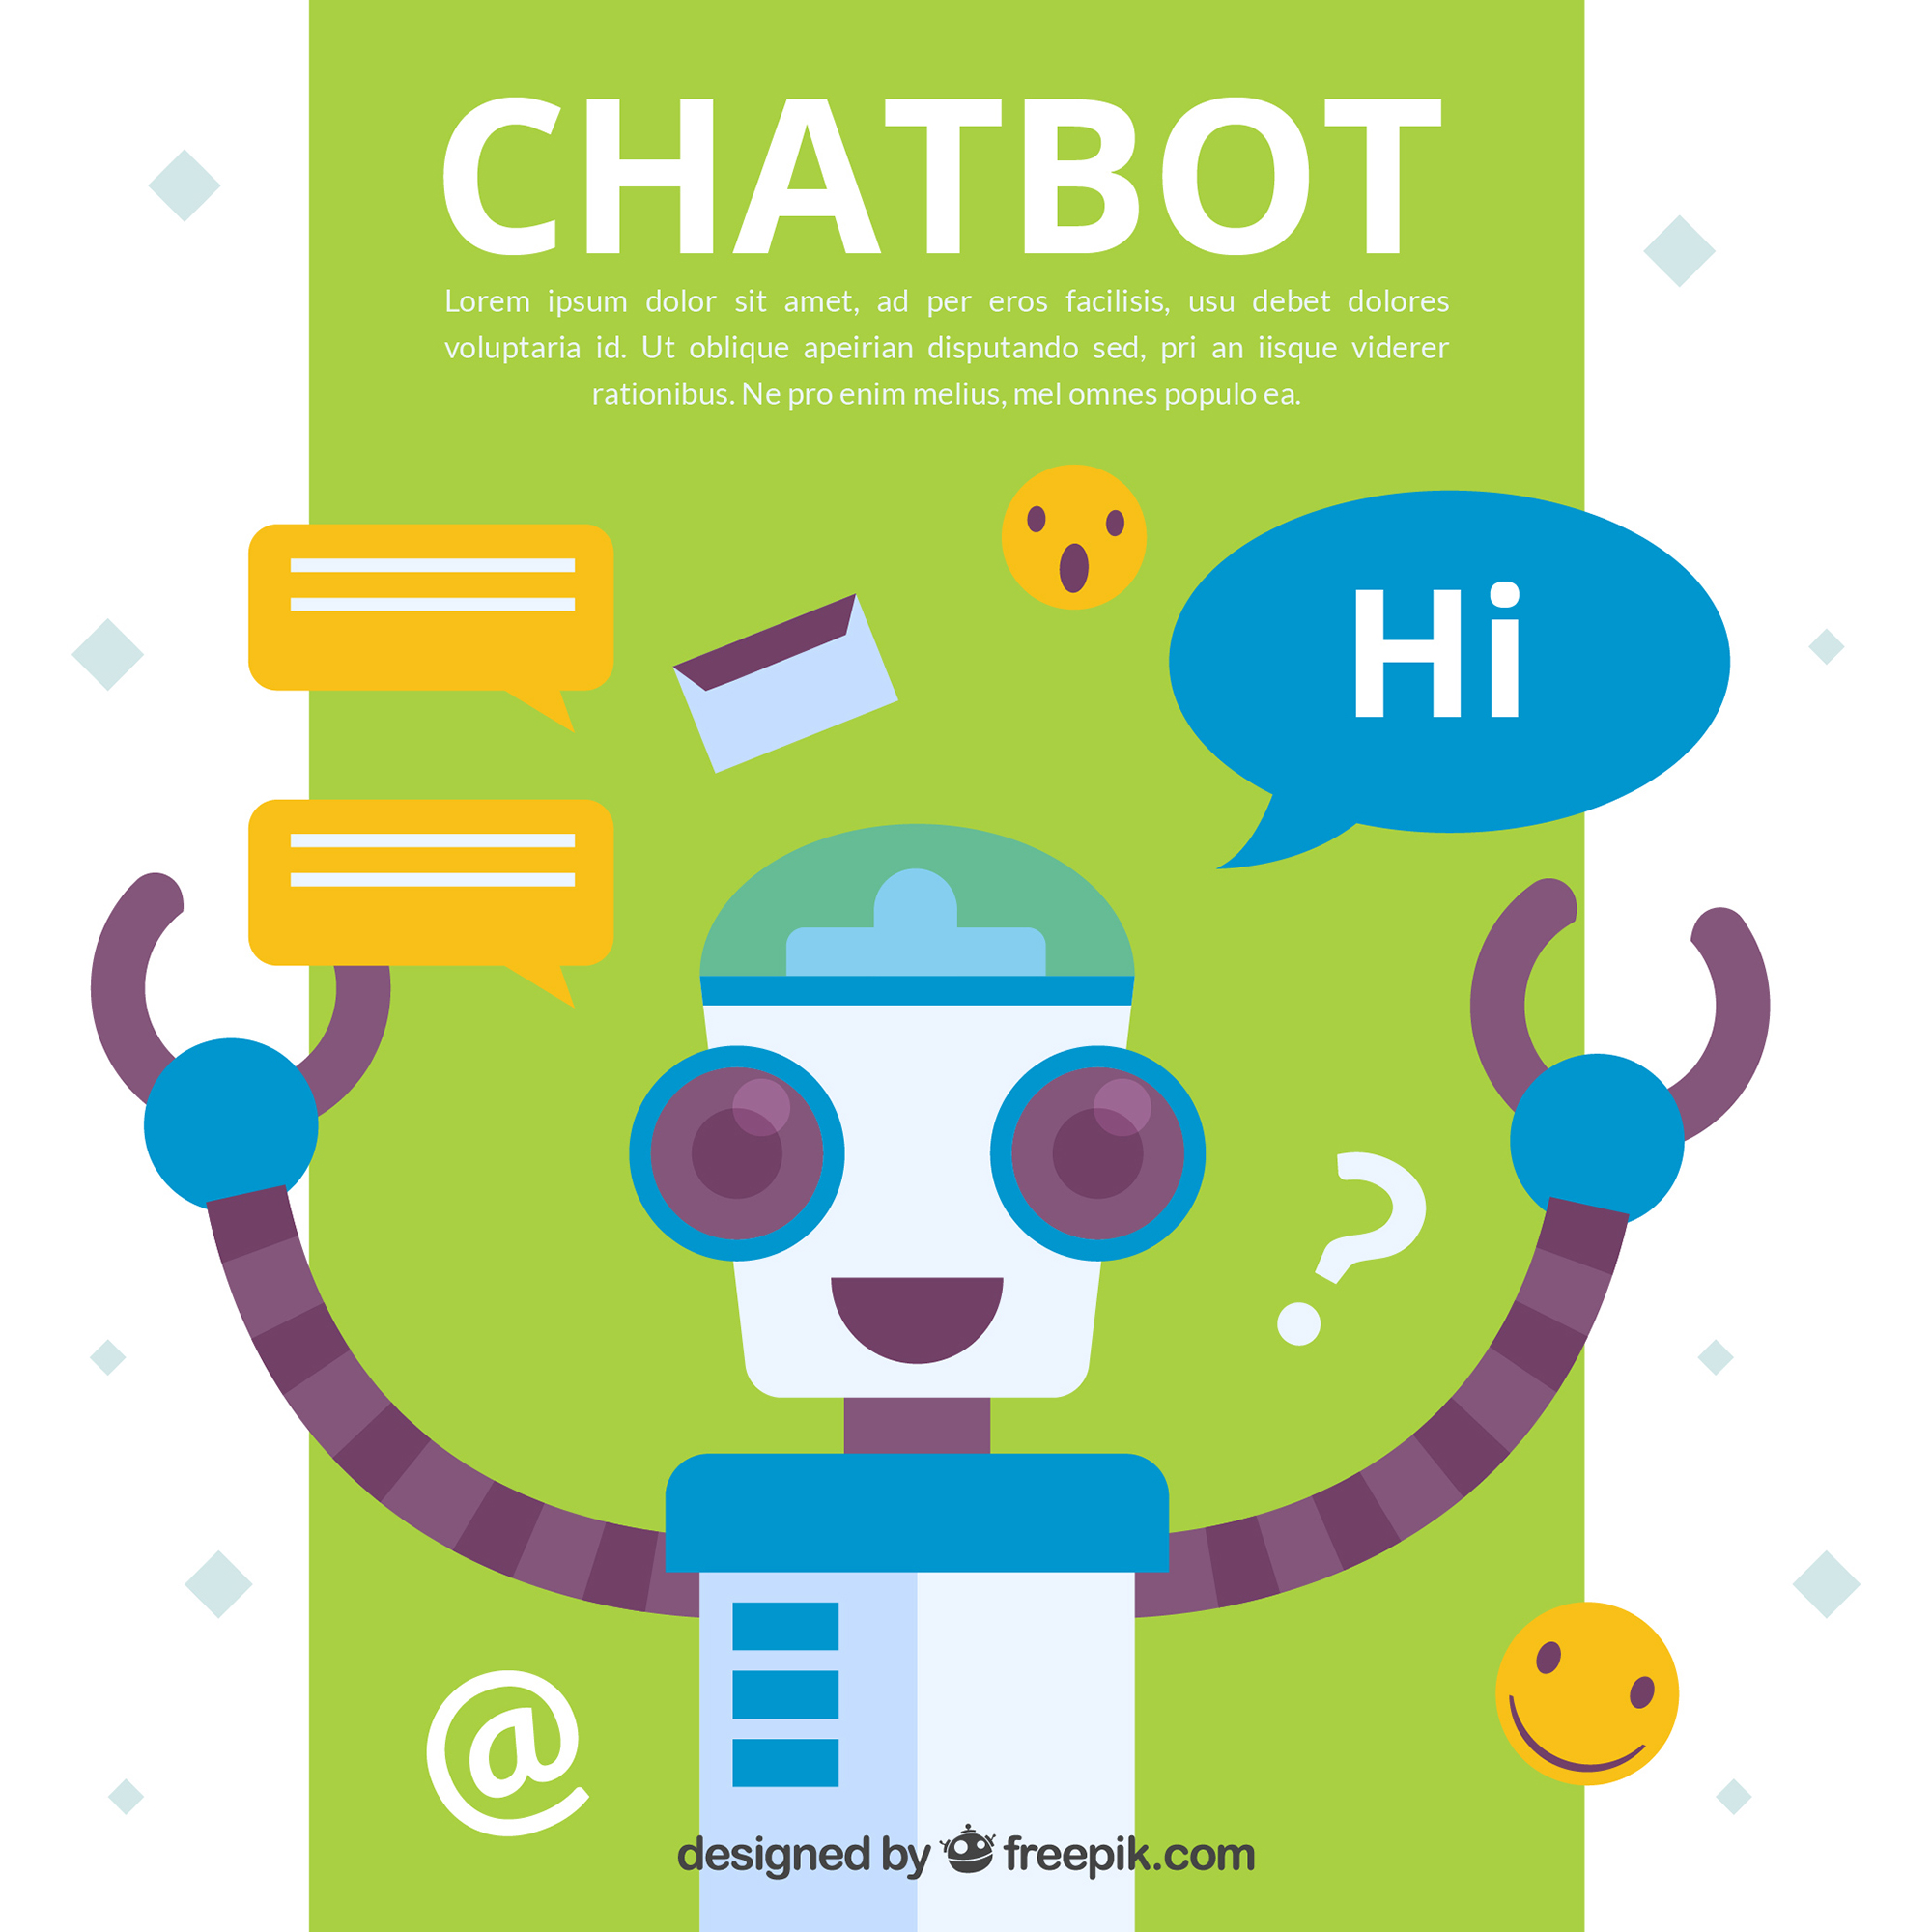 CHATBOT
Lorem ipsum dolor sit amet, ad per eros facilisis, usu debet dolores
voluptaria id. Ut oblique apeirian disputando sed, pri an iisque viderer
rationibus. Ne pro enim melius, mel omnes populo ea.
Hi
?
@
designed by freepik.com